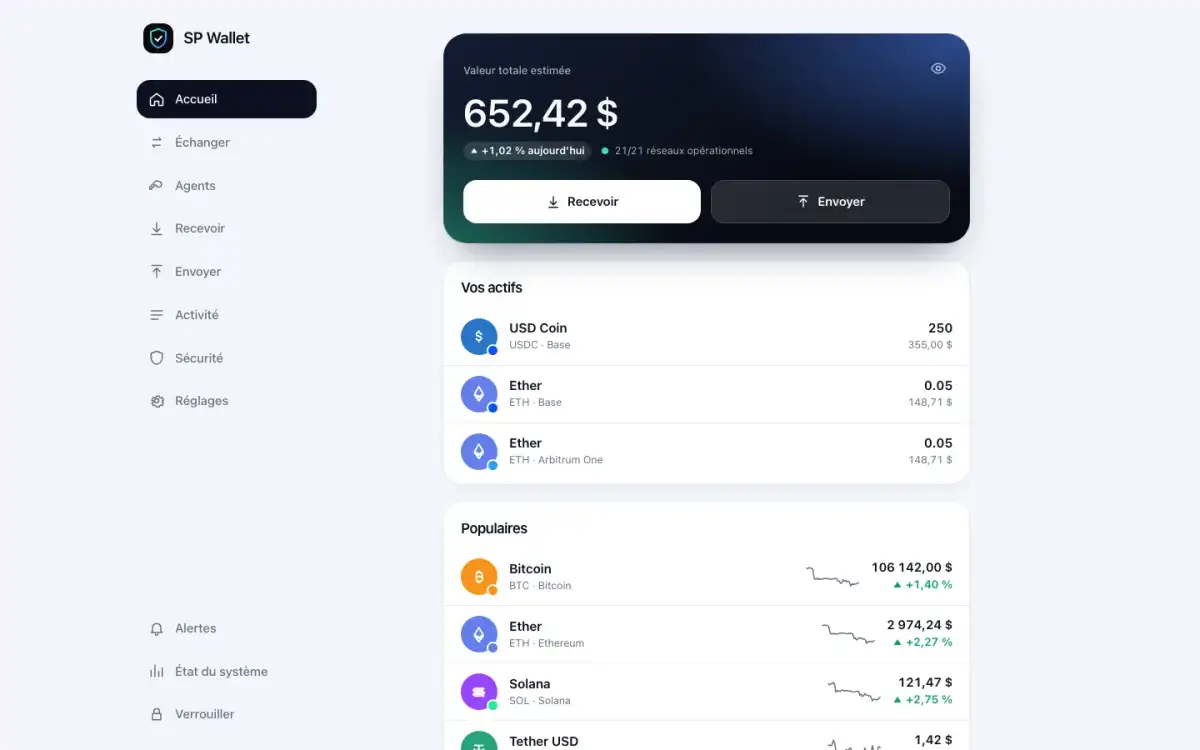 SP Wallet
Accueil
Échanger
Agents
Recevoir
Envoyer
Activité
Sécurité
Réglages
Alertes
État du système
Verrouiller
Valeur totale estimée
652,42 $
▲ +1,02 % aujourd'hui
21/21 réseaux opérationnels
Recevoir
Envoyer
Vos actifs
USD Coin
250
USDC · Base
355,00 $
Ether
0.05
ETH · Base
148,71 $
Ether
0.05
ETH · Arbitrum One
148,71 $
Populaires
Bitcoin
106 142,00 $
BTC · Bitcoin
▲ +1,40 %
Ether
2 974,24 $
ETH · Ethereum
▲ +2,27 %
Solana
121,47 $
SOL · Solana
▲ +2,75 %
Tether USD
1,42 $